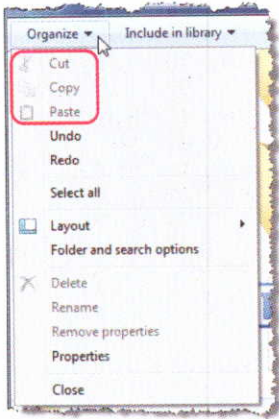 Organize Include in library
Cut
Copy
Paste
Undo
Redo
Select all
Layout
Folder and search options
Delete
Rename
Remove properties
Properties
Close